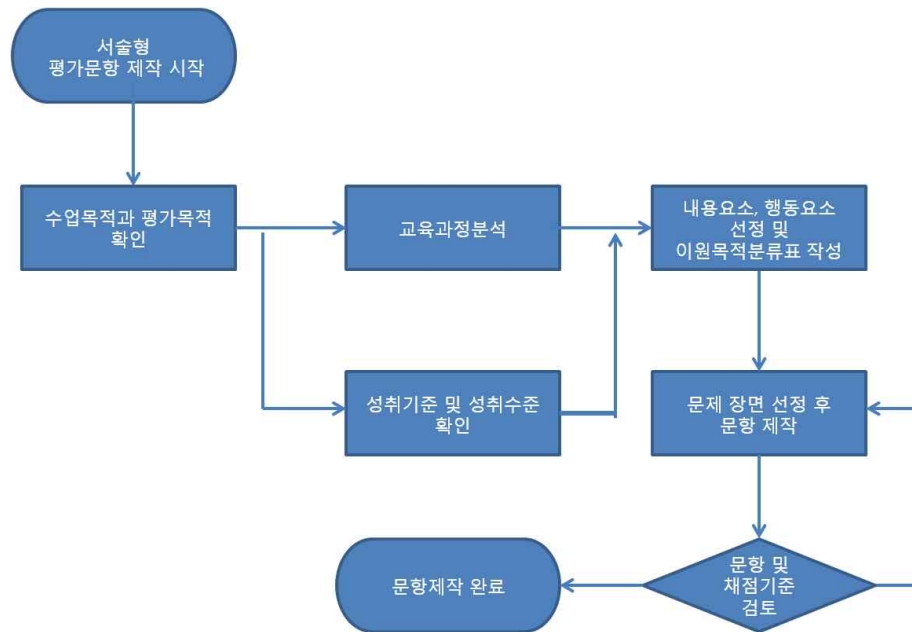 서술형
평가문항 제작 시작
수업목적과 평가목적
확인
교육과정분석
내용요소, 행동요소
선정 및
이원목적분류표 작성
성취기준 및 성취수준
확인
문제 장면 선정 후
문항 제작
문항제작 완료
문항 및
채점기준
검토